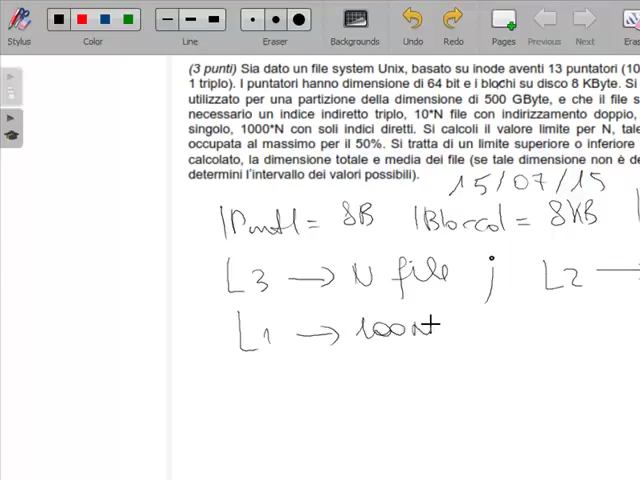 Stylus Color Line Eraser Backgrounds Undo Redo Pages Previous Next Eras
(3 punti) Sia dato un file system Unix, basato su inode aventi 13 puntatori (10
1 triplo). I puntatori hanno dimensione di 64 bit e i blocchi su disco 8 KByte. Si
utilizzato per una partizione della dimensione di 500 GByte, e che il file s
necessario un indice indiretto triplo, 10*N file con indirizzamento doppio,
singolo, 1000*N con soli indici diretti. Si calcoli il valore limite per N, tale
occupata al massimo per il 50%. Si tratta di un limite superiore o inferiore
calcolato, la dimensione totale e media dei file (se tale dimensione non è de
determini l'intervallo dei valori possibili).
15/07/15
|Punt| = 8B |Blocco| = 8KB
L3 → N file ; L2 →
L1 → 100N